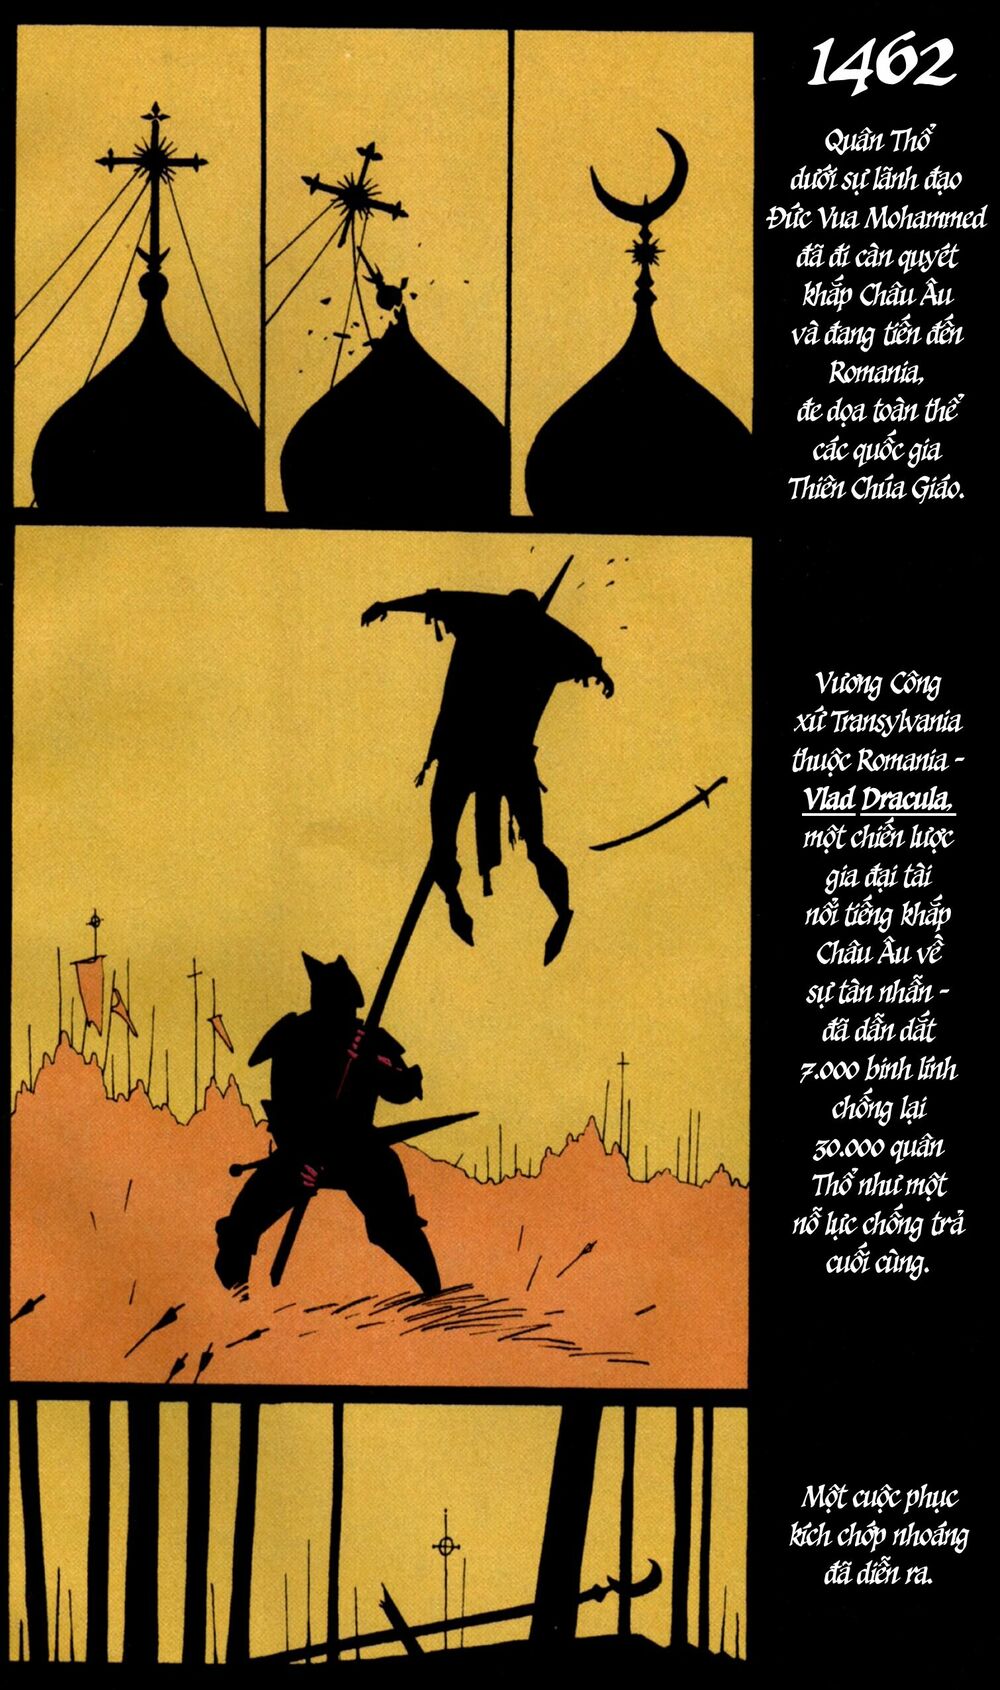 1462
Quân Thổ
dưới sự lãnh đạo
Đức Vua Mohammed
đã đi càn quyét
khắp Châu Âu
và đang tiến đến
Romania,
đe dọa toàn thể
các quốc gia
Thiên Chúa Giáo.
Vương Công
xứ Transylvania
thuộc Romania -
Vlad Dracula,
một chiến lược
gia đại tài
nổi tiếng khắp
Châu Âu về
sự tàn nhẫn -
đã dẫn dắt
7.000 binh lính
chống lại
30.000 quân
Thổ như một
nỗ lực chống trả
cuối cùng.
Một cuộc phục
kích chớp nhoáng
đã diễn ra.